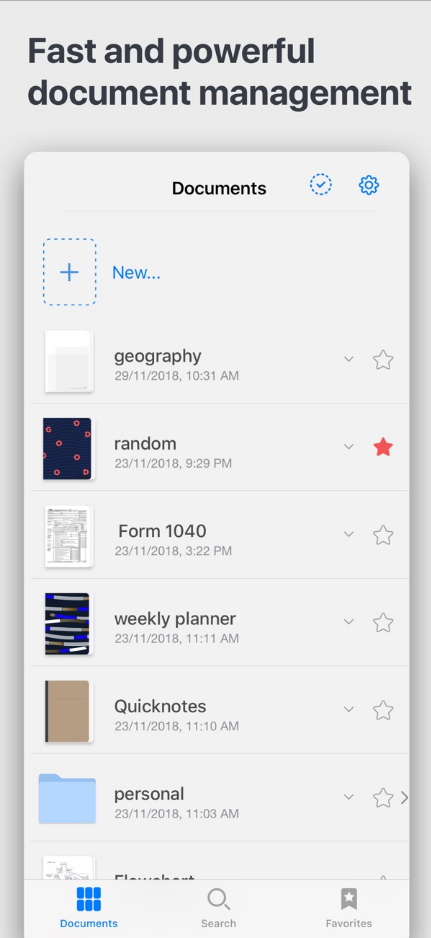 Fast and powerful
document management
Documents
New...
geography
29/11/2018, 10:31 AM
random
23/11/2018, 9:29 PM
Form 1040
23/11/2018, 3:22 PM
weekly planner
23/11/2018, 11:11 AM
Quicknotes
23/11/2018, 11:10 AM
personal
23/11/2018, 11:03 AM
Flowchart
Documents
Search
Favorites